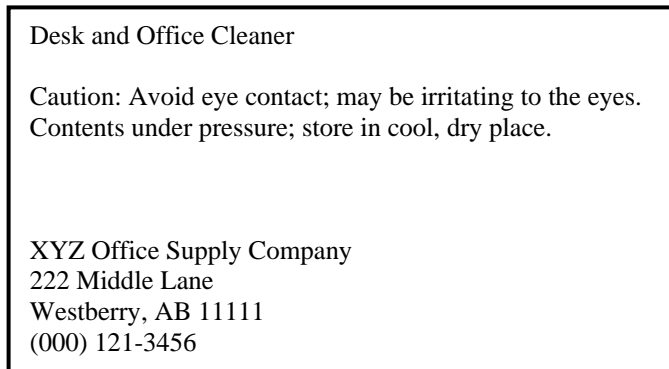 Desk and Office Cleaner
Caution: Avoid eye contact; may be irritating to the eyes.
Contents under pressure; store in cool, dry place.
XYZ Office Supply Company
222 Middle Lane
Westberry, AB 11111
(000) 121-3456